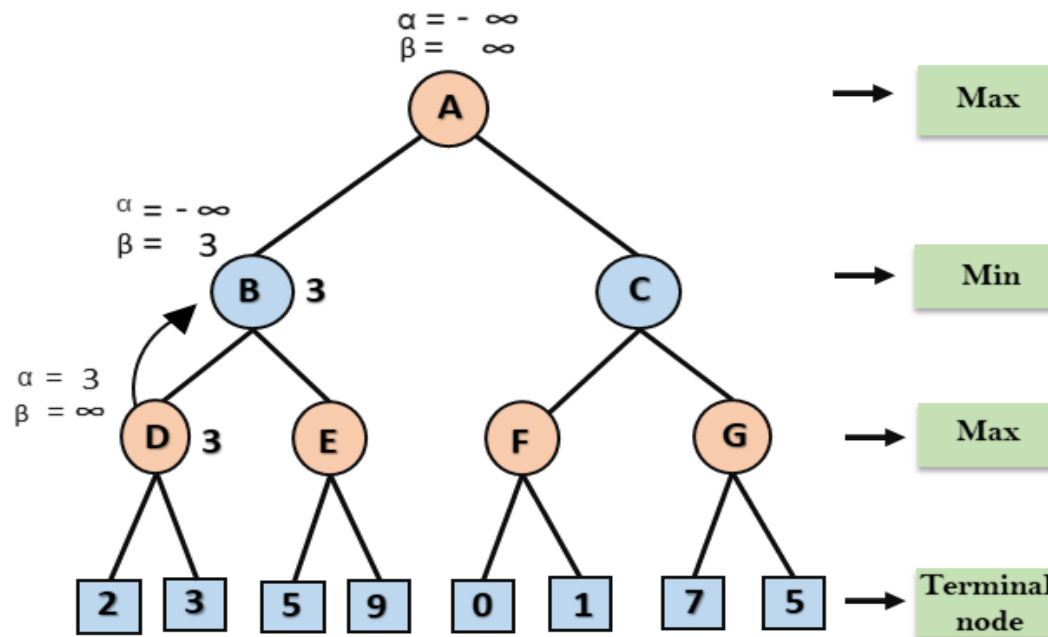 α = - ∞
β = ∞
A
Max
α = - ∞
β = 3
B
3
C
Min
α = 3
β = ∞
D
3
E
F
G
Max
2
3
5
9
0
1
7
5
Terminal
node